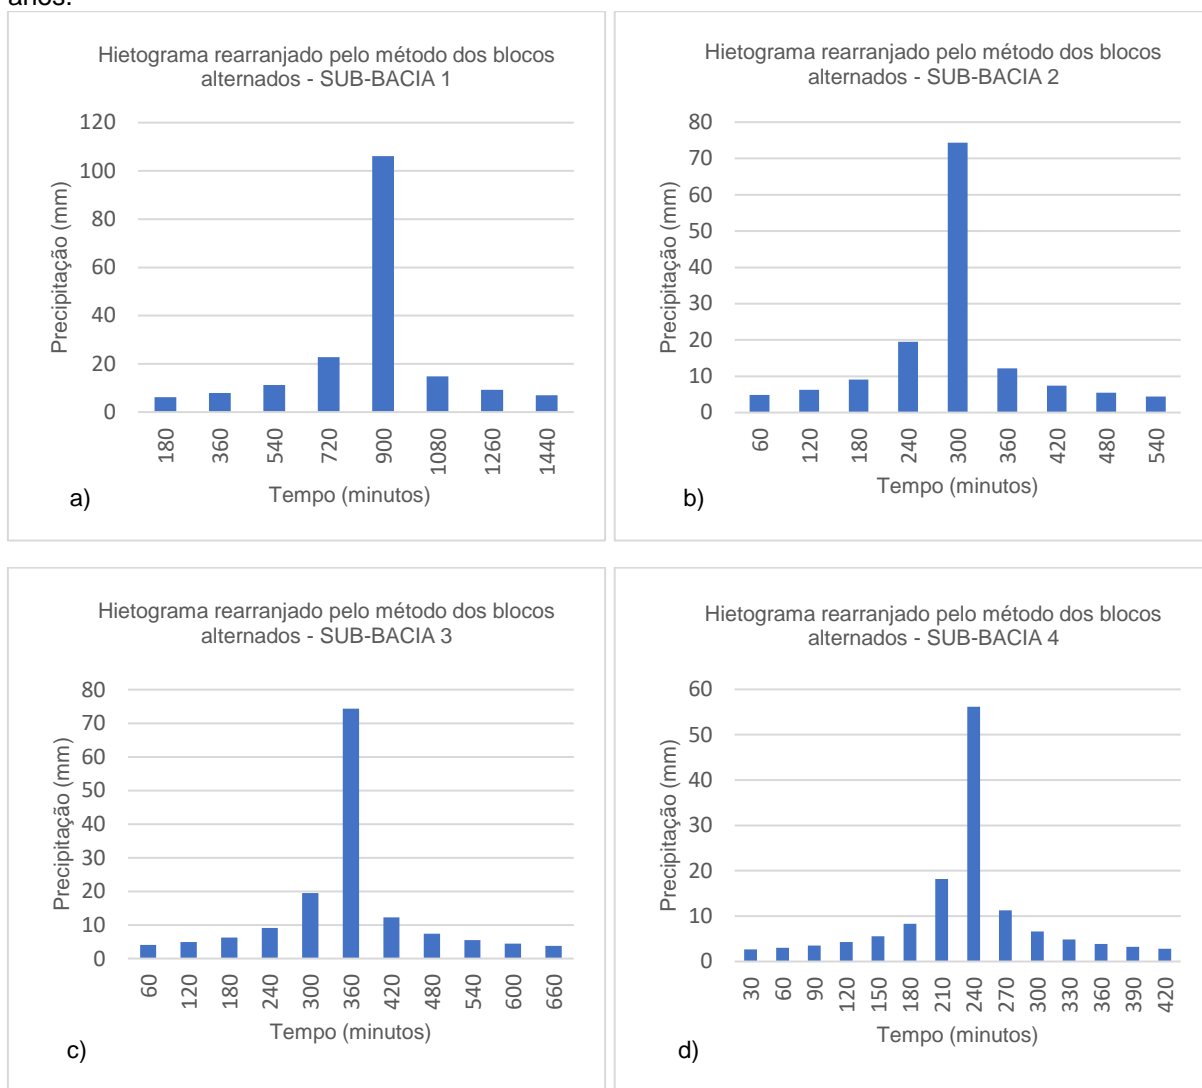 anos.
Hietograma rearranjado pelo método dos blocos
alternados - SUB-BACIA 1
Precipitação (mm)
120
100
80
60
40
20
0
180 360 540 720 900 1080 1260 1440
Tempo (minutos)
a)
Hietograma rearranjado pelo método dos blocos
alternados - SUB-BACIA 2
Precipitação (mm)
80
70
60
50
40
30
20
10
0
60 120 180 240 300 360 420 480 540
Tempo (minutos)
b)
Hietograma rearranjado pelo método dos blocos
alternados - SUB-BACIA 3
Precipitação (mm)
80
70
60
50
40
30
20
10
0
60 120 180 240 300 360 420 480 540 600 660
Tempo (minutos)
c)
Hietograma rearranjado pelo método dos blocos
alternados - SUB-BACIA 4
Precipitação (mm)
60
50
40
30
20
10
0
30 60 90 120 150 180 210 240 270 300 330 360 390 420
Tempo (minutos)
d)